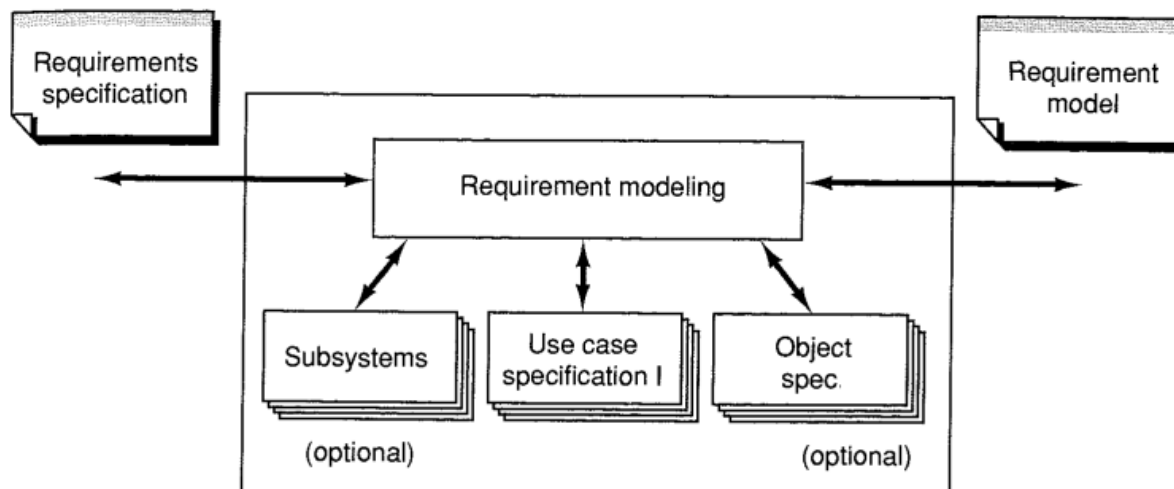 Requirements
specification
Requirement
model
Requirement modeling
Subsystems
Use case
specification I
Object
spec.
(optional)
(optional)